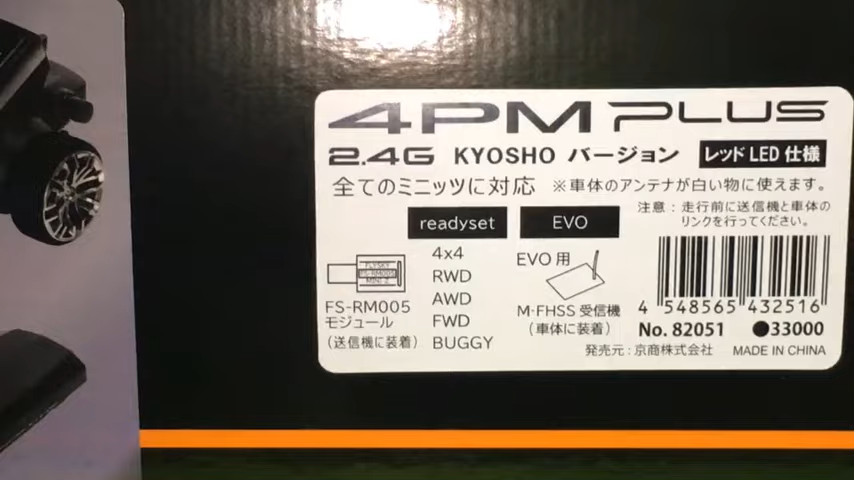 4PM PLUS
2.4G KYOSHO バージョン レッド LED 仕様
全てのミニッツに対応 ※車体のアンテナが白い物に使えます。
readyset
EVO
注意：走行前に送信機と車体の
リンクを行ってください。
FS-RM005
モジュール
（送信機に装着）
4x4
RWD
AWD
FWD
BUGGY
EVO 用
M-FHSS 受信機
（車体に装着）
4 548565 432516
No. 82051 ●33000
発売元：京商株式会社 MADE IN CHINA